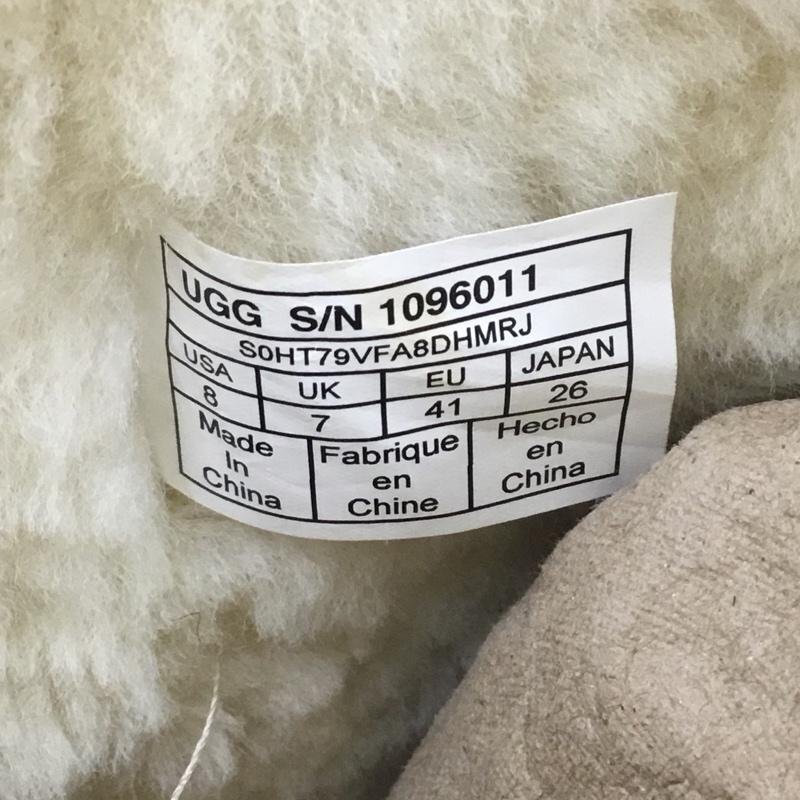 UGG S/N 1096011
S0HT79VFA8DHMRJ
USA UK EU JAPAN
8 7 41 26
Made In China
Fabrique en Chine
Hecho en China